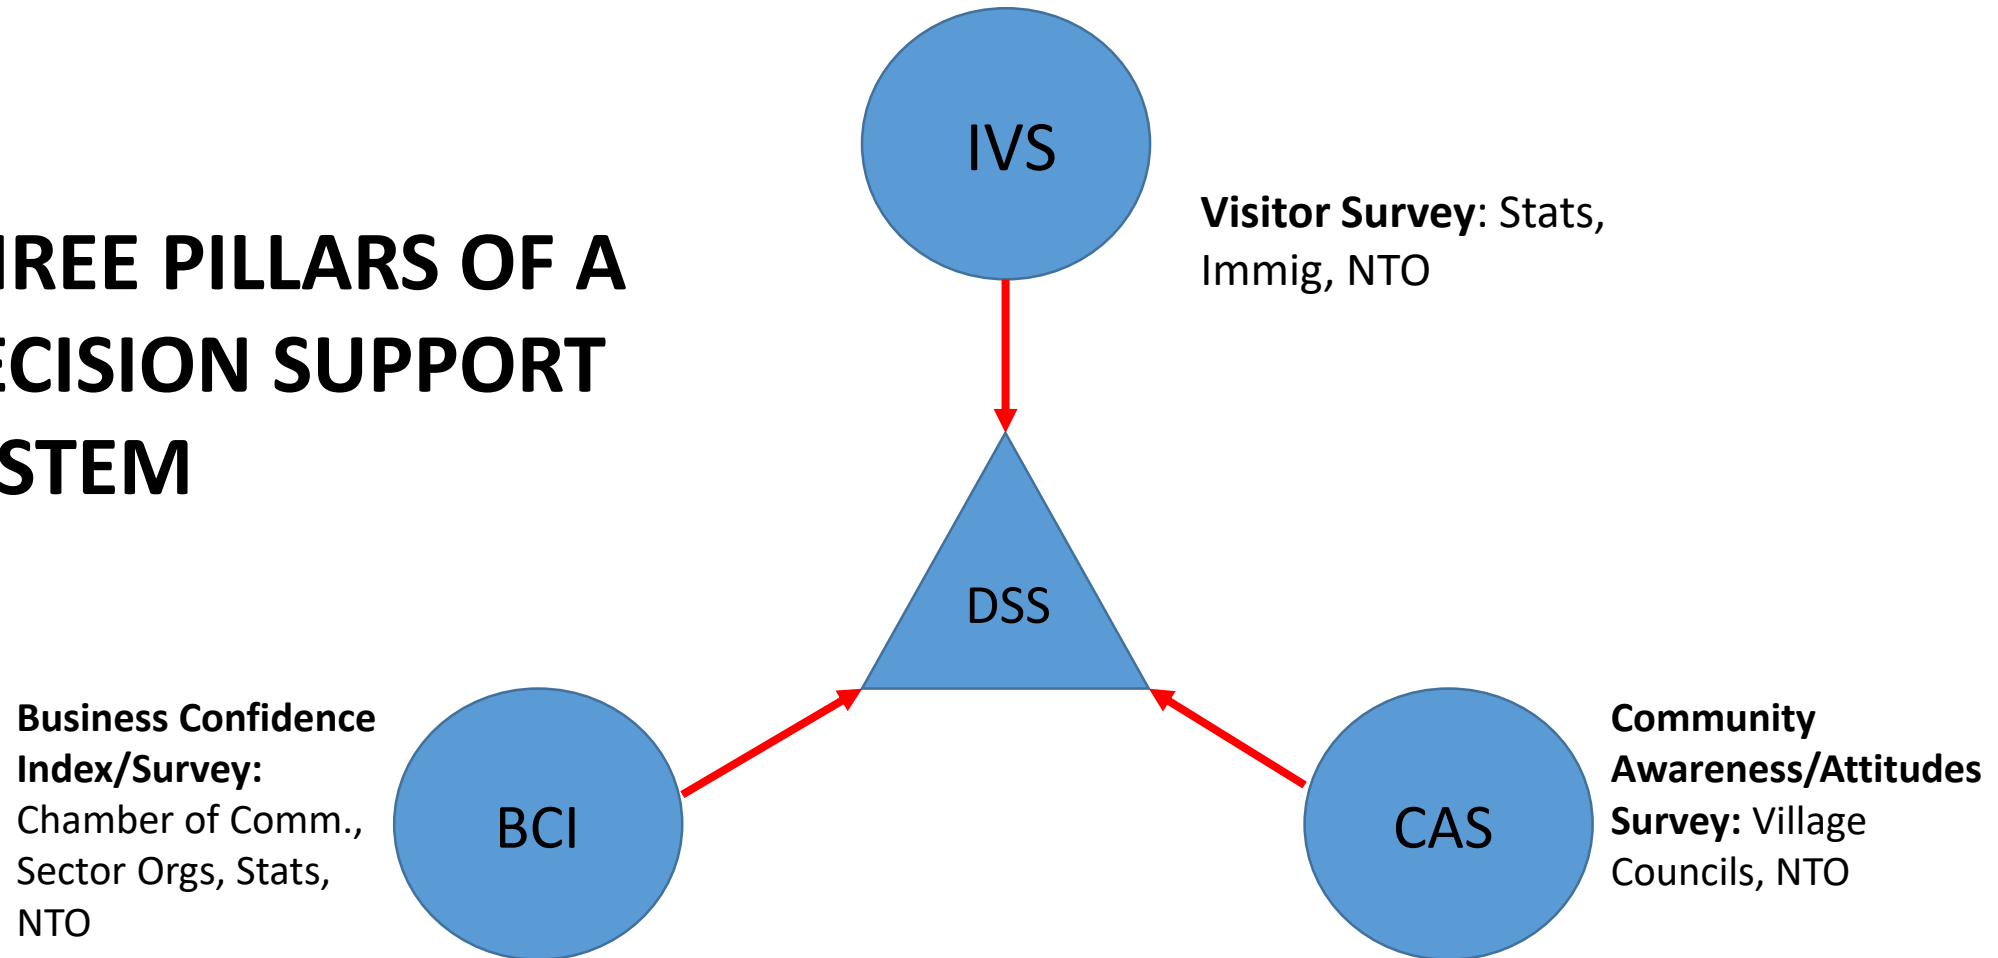 IVS
Visitor Survey: Stats,
Immig, NTO
HREE PILLARS OF A
ECISION SUPPORT
STEM
DSS
Business Confidence
Index/Survey:
Chamber of Comm.,
Sector Orgs, Stats,
NTO
BCI
CAS
Community
Awareness/Attitudes
Survey: Village
Councils, NTO